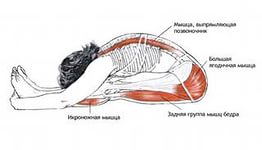 Мышца, выпрямляющая
позвоночник
Большая
ягодичная мышца
Икроножная мышца
Задняя группа мышц бедра